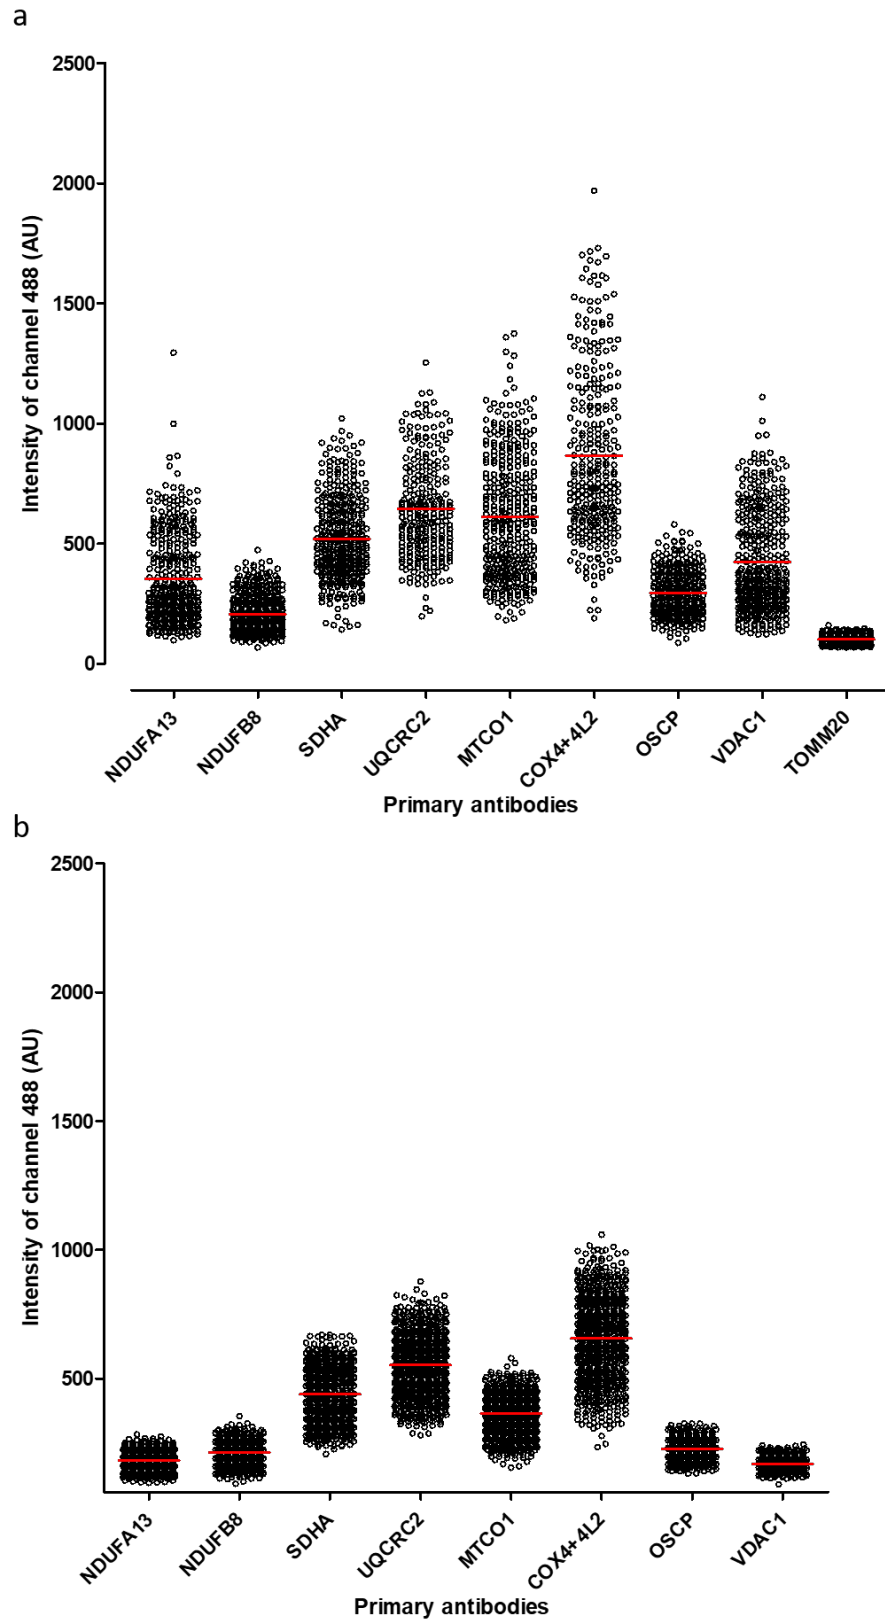 a
2500
2000
1500
1000
500
0
Intensity of channel 488 (AU)
NDUFA13
NDUFB8
SDHA
UQCRC2
MTCO1
COX4+4L2
OSCP
VDAC1
TOMM20
Primary antibodies
b
2500
2000
1500
1000
500
Intensity of channel 488 (AU)
NDUFA13
NDUFB8
SDHA
UQCRC2
MTCO1
COX4+4L2
OSCP
VDAC1
Primary antibodies